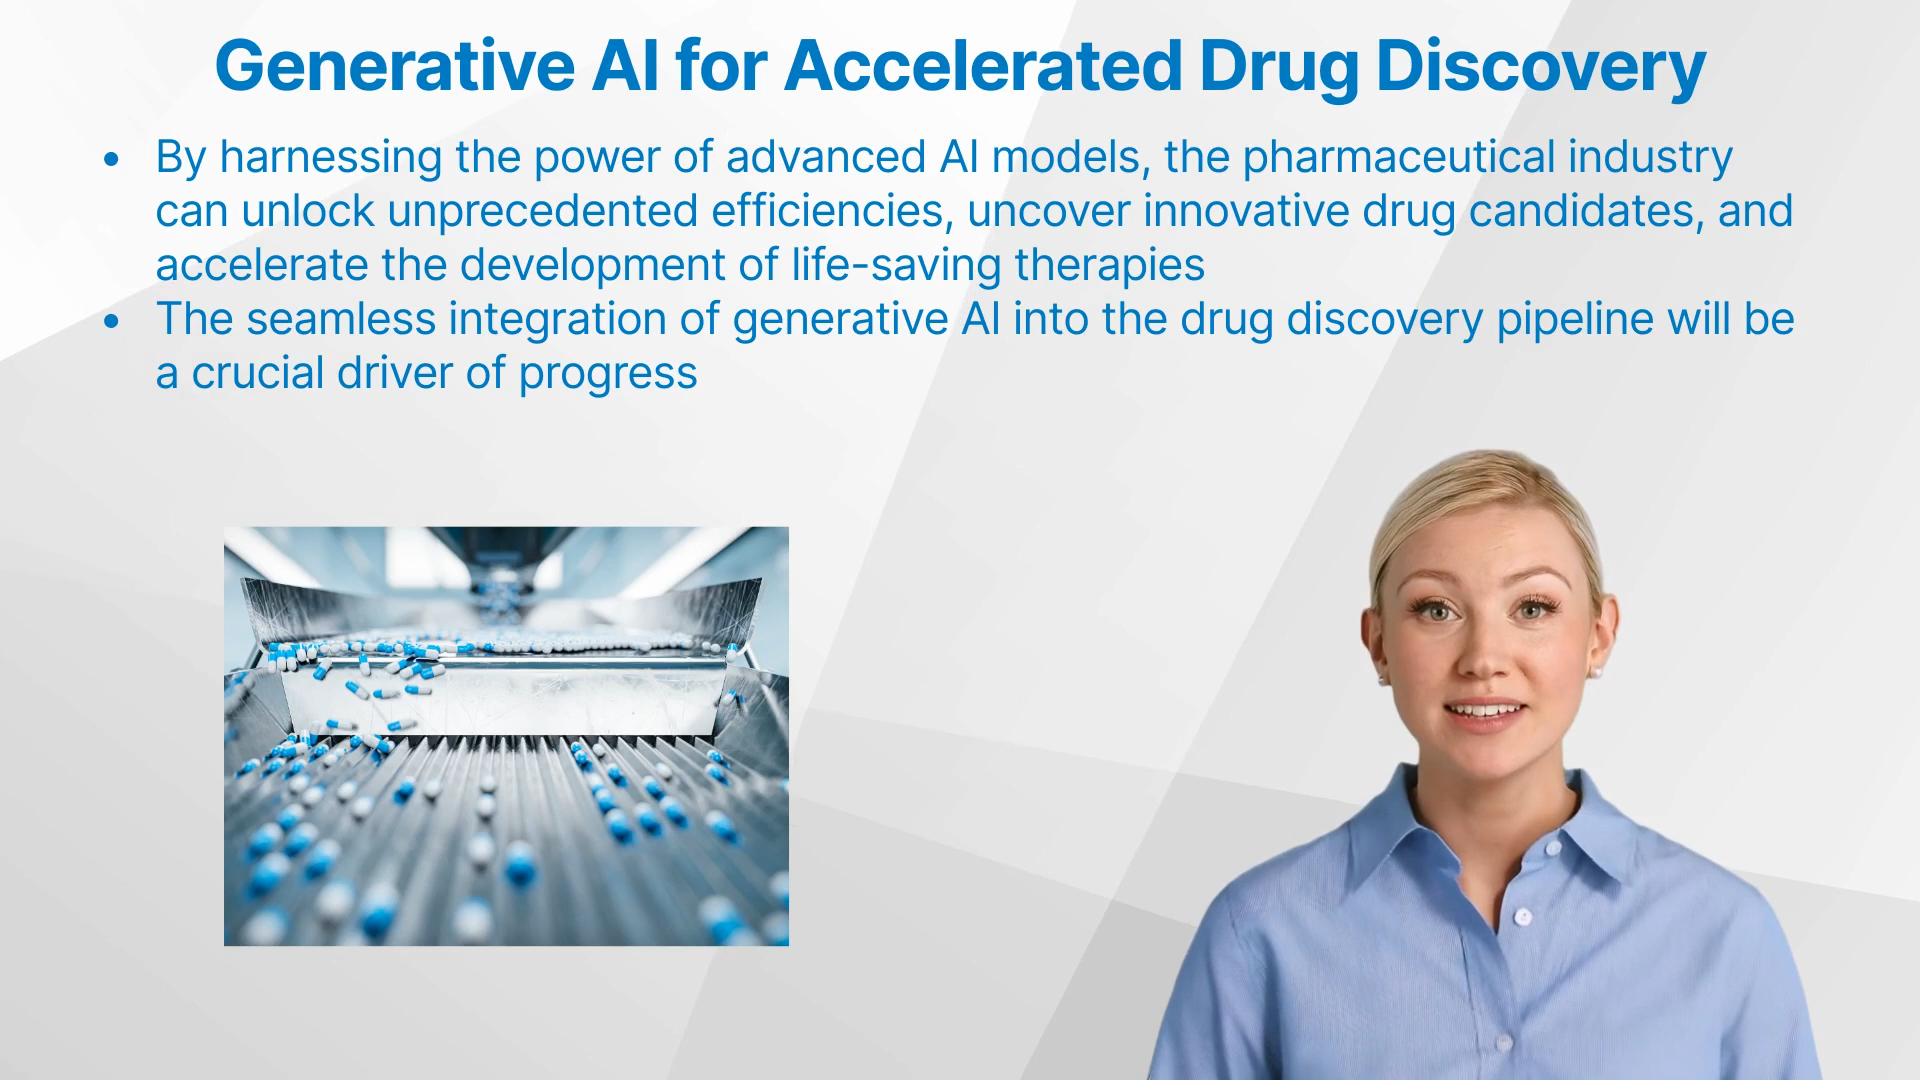 Generative AI for Accelerated Drug Discovery
• By harnessing the power of advanced AI models, the pharmaceutical industry
can unlock unprecedented efficiencies, uncover innovative drug candidates, and
accelerate the development of life-saving therapies
• The seamless integration of generative AI into the drug discovery pipeline will be
a crucial driver of progress